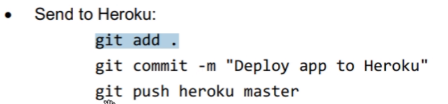 • Send to Heroku:
git add .
git commit -m "Deploy app to Heroku"
git push heroku master